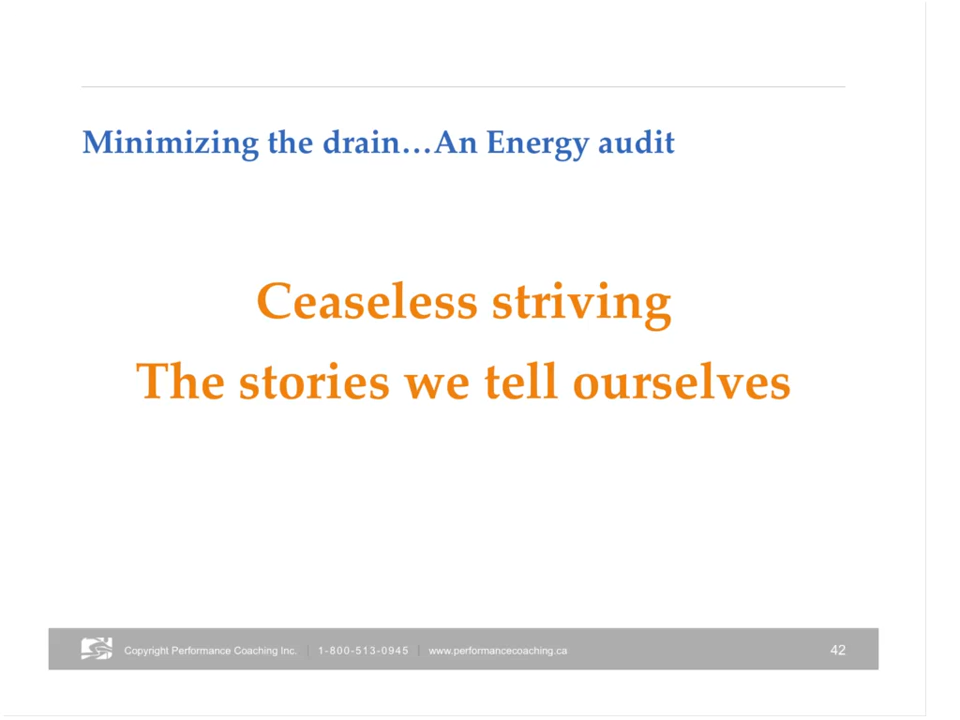 Minimizing the drain…An Energy audit
Ceaseless striving
The stories we tell ourselves
Copyright Performance Coaching Inc. | 1-800-513-0945 | www.performancecoaching.ca 42